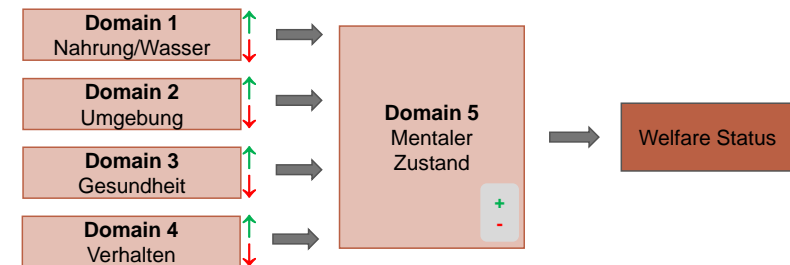 Domain 1
Nahrung/Wasser
Domain 2
Umgebung
Domain 3
Gesundheit
Domain 4
Verhalten
Domain 5
Mentaler
Zustand
+
-
Welfare Status